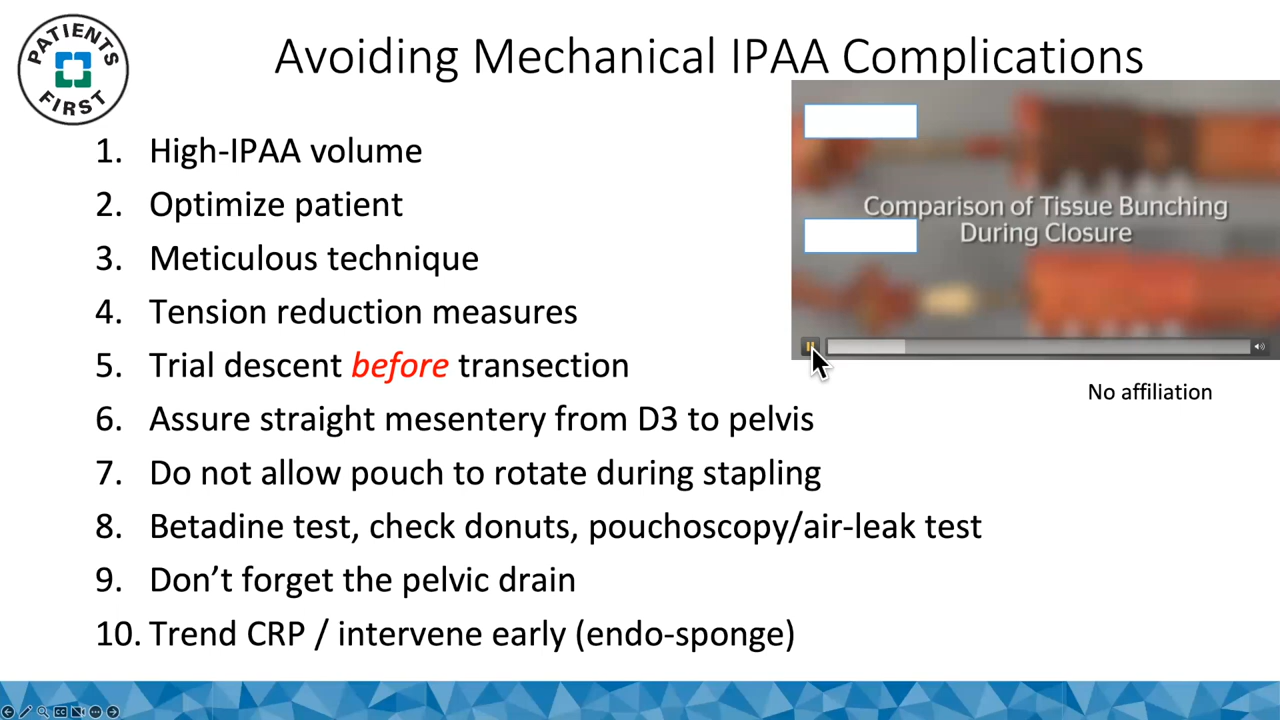 PATIENTS
FIRST
Avoiding Mechanical IPAA Complications
1. High-IPAA volume
2. Optimize patient
3. Meticulous technique
4. Tension reduction measures
5. Trial descent before transection
6. Assure straight mesentery from D3 to pelvis
7. Do not allow pouch to rotate during stapling
8. Betadine test, check donuts, pouchoscopy/air-leak test
9. Don’t forget the pelvic drain
10. Trend CRP / intervene early (endo-sponge)
Comparison of Tissue Bunching
During Closure
No affiliation
CC